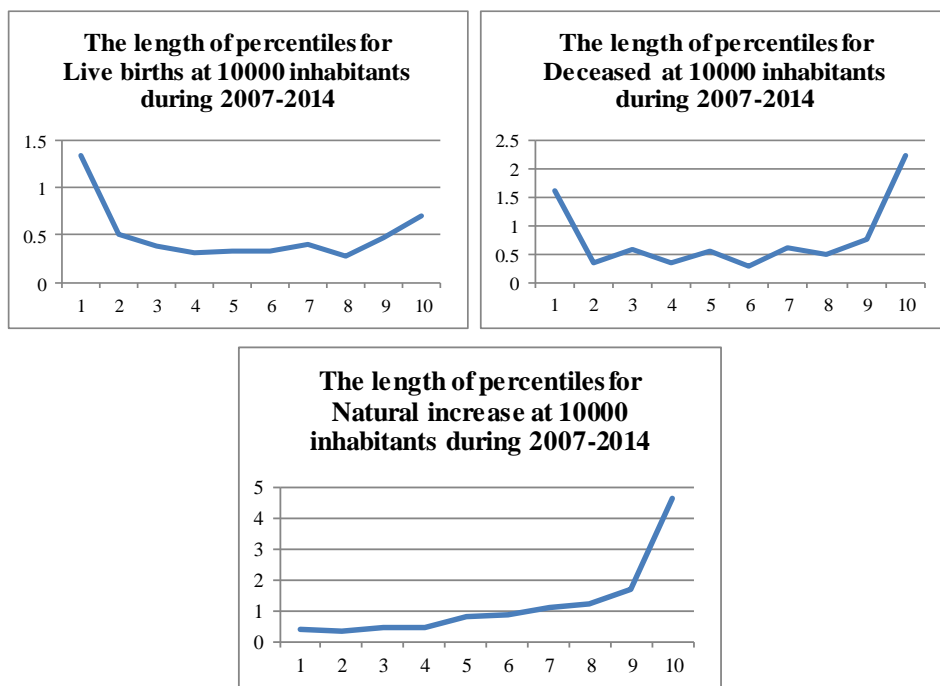 The length of percentiles for
Live births at 10000 inhabitants
during 2007-2014
1.5
1
0.5
0
1 2 3 4 5 6 7 8 9 10
The length of percentiles for
Deceased at 10000 inhabitants
during 2007-2014
2.5
2
1.5
1
0.5
0
1 2 3 4 5 6 7 8 9 10
The length of percentiles for
Natural increase at 10000
inhabitants during 2007-2014
5
4
3
2
1
0
1 2 3 4 5 6 7 8 9 10